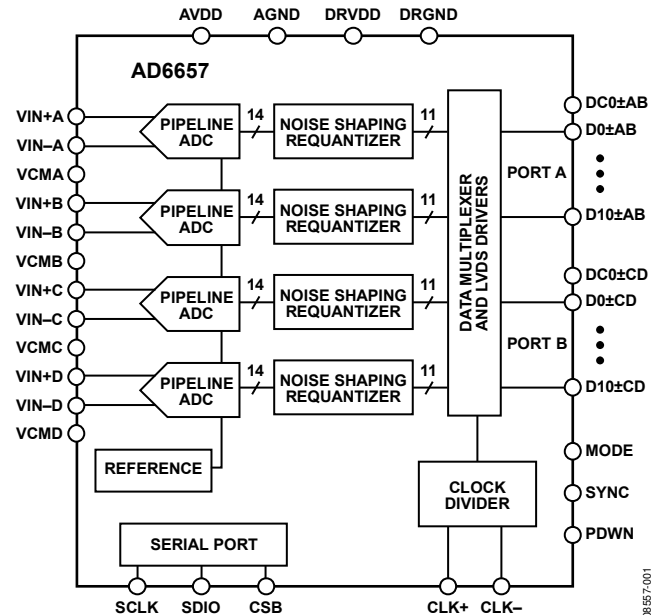 AVDD AGND DRVDD DRGND
AD6657
VIN+A
VIN–A
VCMA
VIN+B
VIN–B
VCMB
VIN+C
VIN–C
VCMC
VIN+D
VIN–D
VCMD
PIPELINE
ADC
14
NOISE SHAPING
REQUANTIZER
11
PIPELINE
ADC
14
NOISE SHAPING
REQUANTIZER
11
PIPELINE
ADC
14
NOISE SHAPING
REQUANTIZER
11
PIPELINE
ADC
14
NOISE SHAPING
REQUANTIZER
11
DATA MULTIPLEXER
AND LVDS DRIVERS
PORT A
PORT B
DC0±AB
D0±AB
D10±AB
DC0±CD
D0±CD
D10±CD
MODE
SYNC
PDWN
REFERENCE
CLOCK
DIVIDER
SERIAL PORT
SCLK SDIO CSB CLK+ CLK–
08557-001